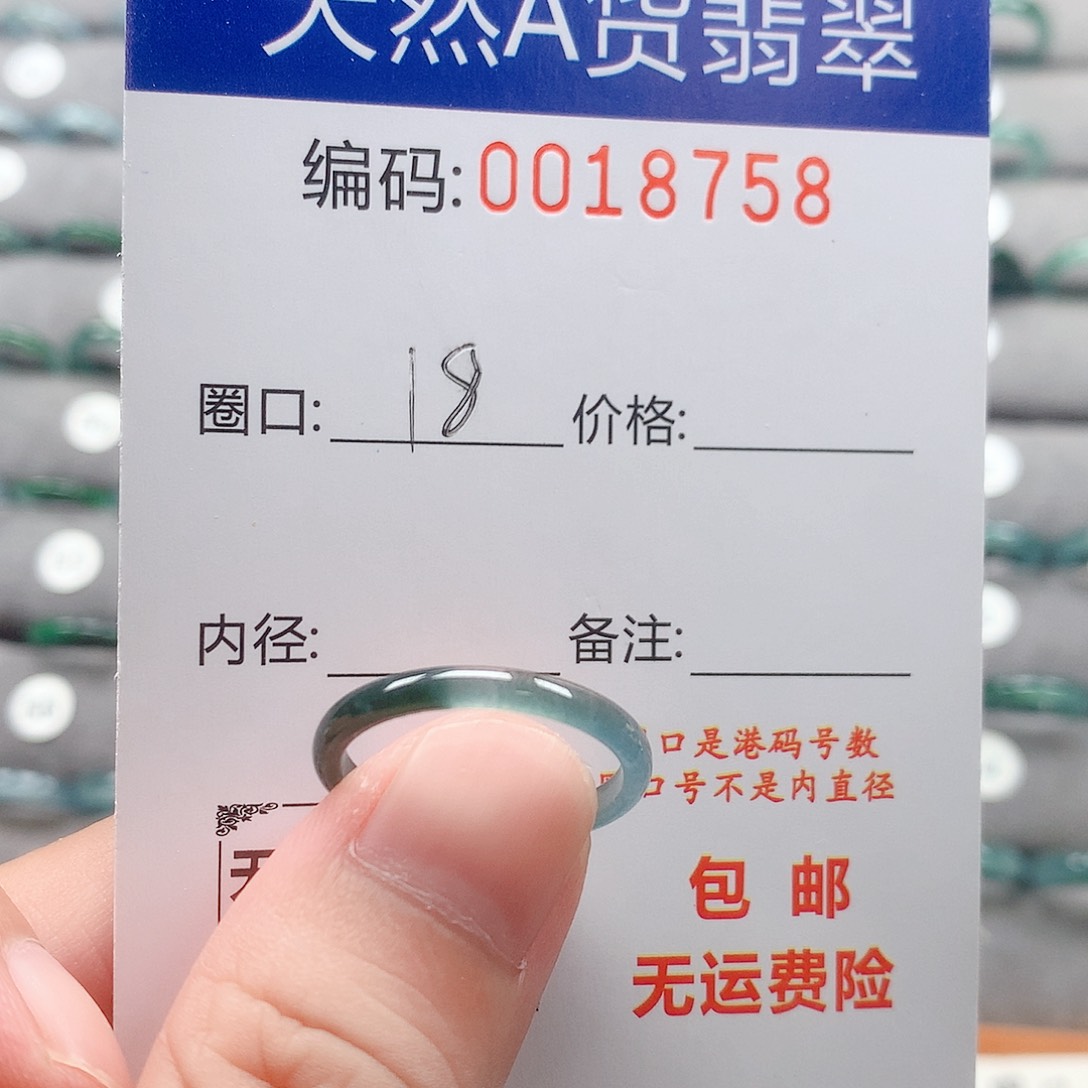 天然A货翡翠
编码:0018758
圈口: 18 价格:
内径: 备注:
口是港码号数
口号不是内直径
包 邮
无运费险